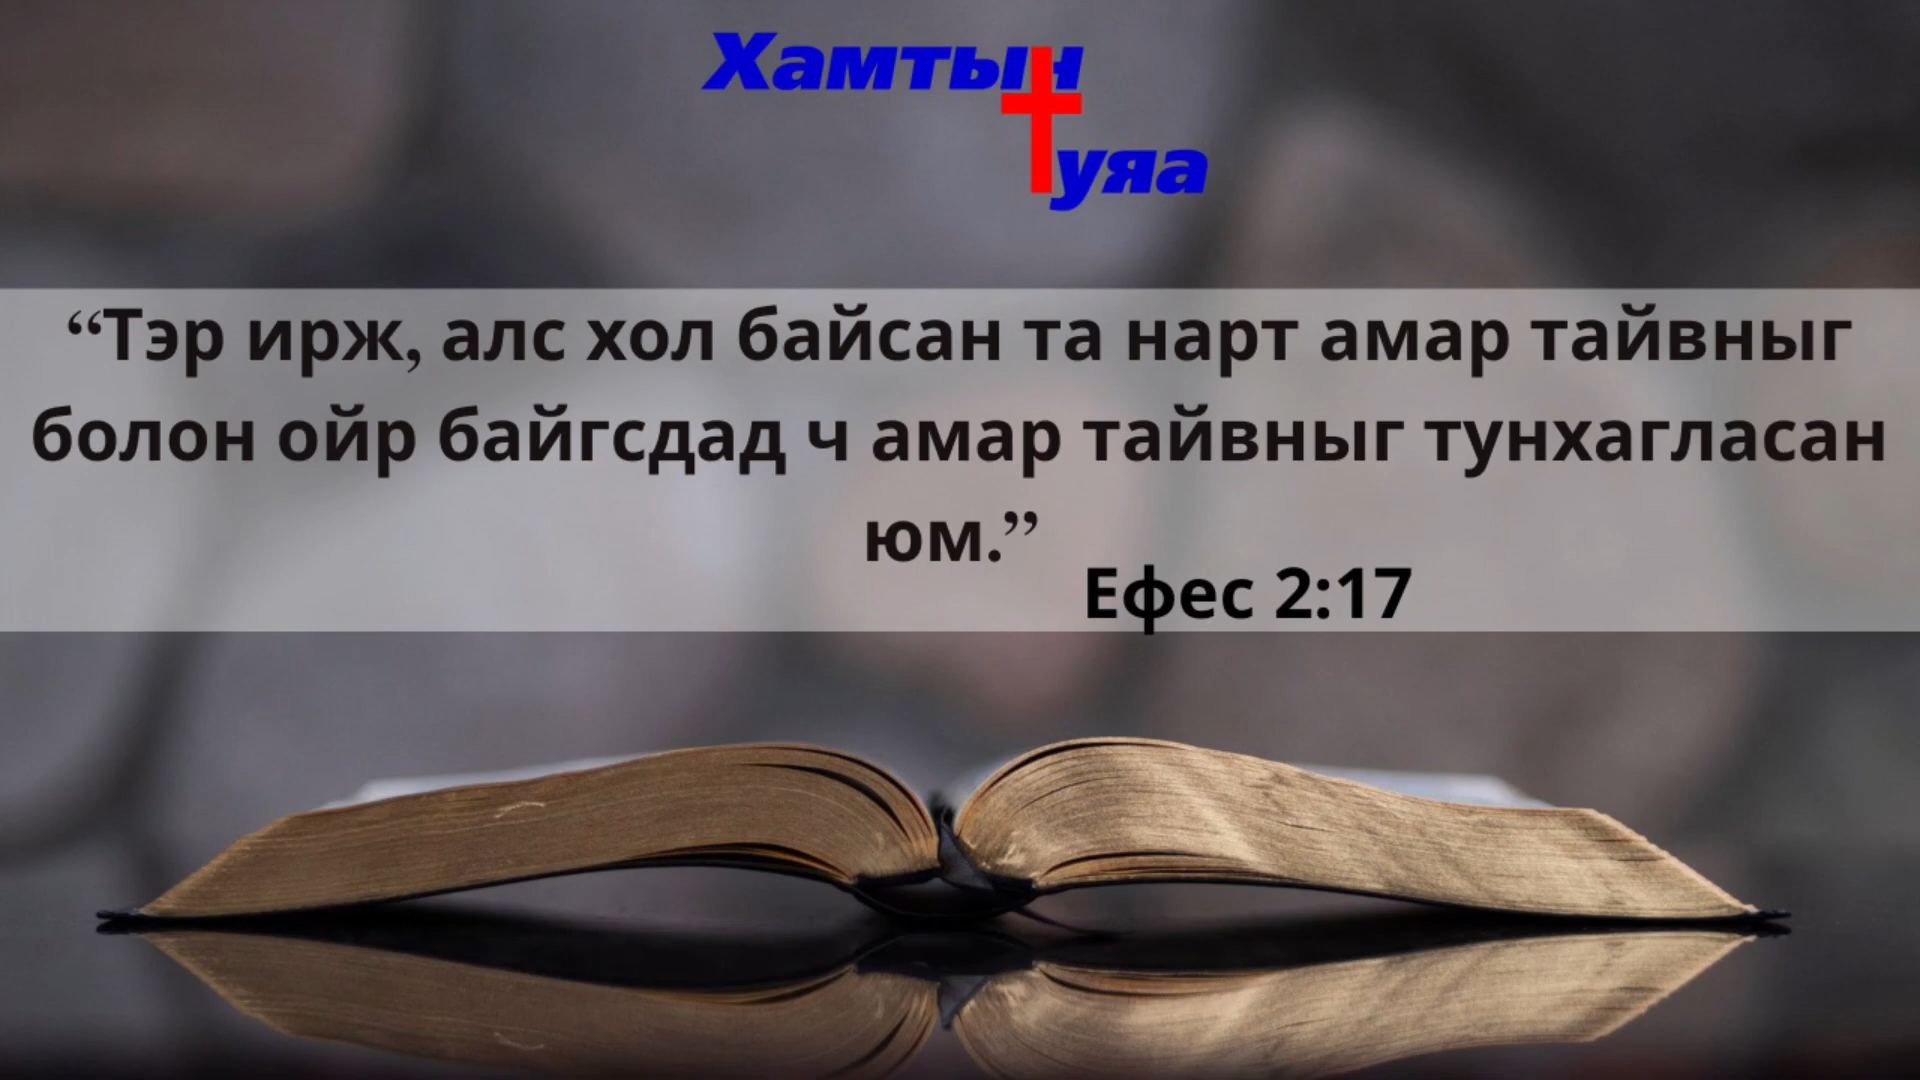 Хамтын
Туяа
“Тэр ирж, алс хол байсан та нарт амар тайвныг
болон ойр байгсдад ч амар тайвныг тунхагласан
юм.”
Ефес 2:17